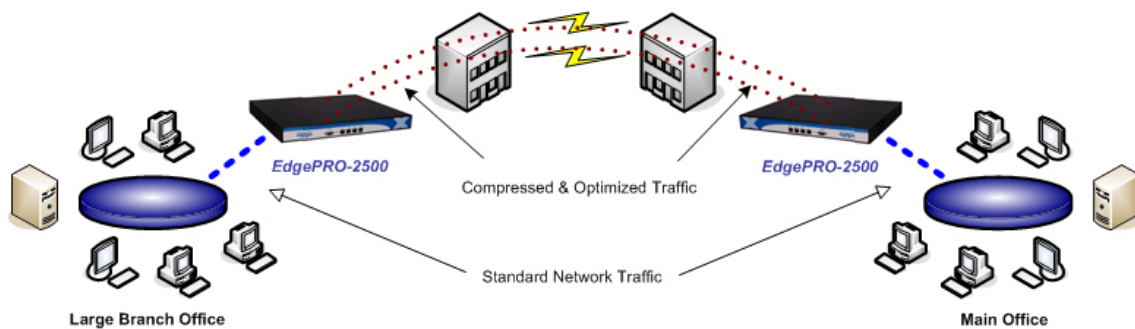 EdgePRO-2500
EdgePRO-2500
Compressed & Optimized Traffic
Standard Network Traffic
Large Branch Office
Main Office